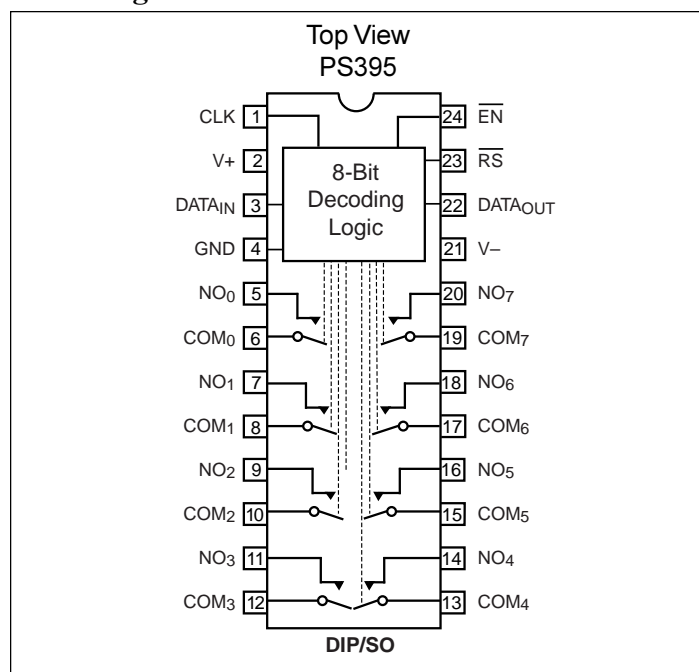 Top View
PS395
CLK 1 24 E̅N̅
V+ 2 23 R̅S̅
8-Bit
Decoding
Logic
DATAIN 3 22 DATAOUT
GND 4 21 V–
NO0 5 20 NO7
COM0 6 19 COM7
NO1 7 18 NO6
COM1 8 17 COM6
NO2 9 16 NO5
COM2 10 15 COM5
NO3 11 14 NO4
COM3 12 13 COM4
DIP/SO